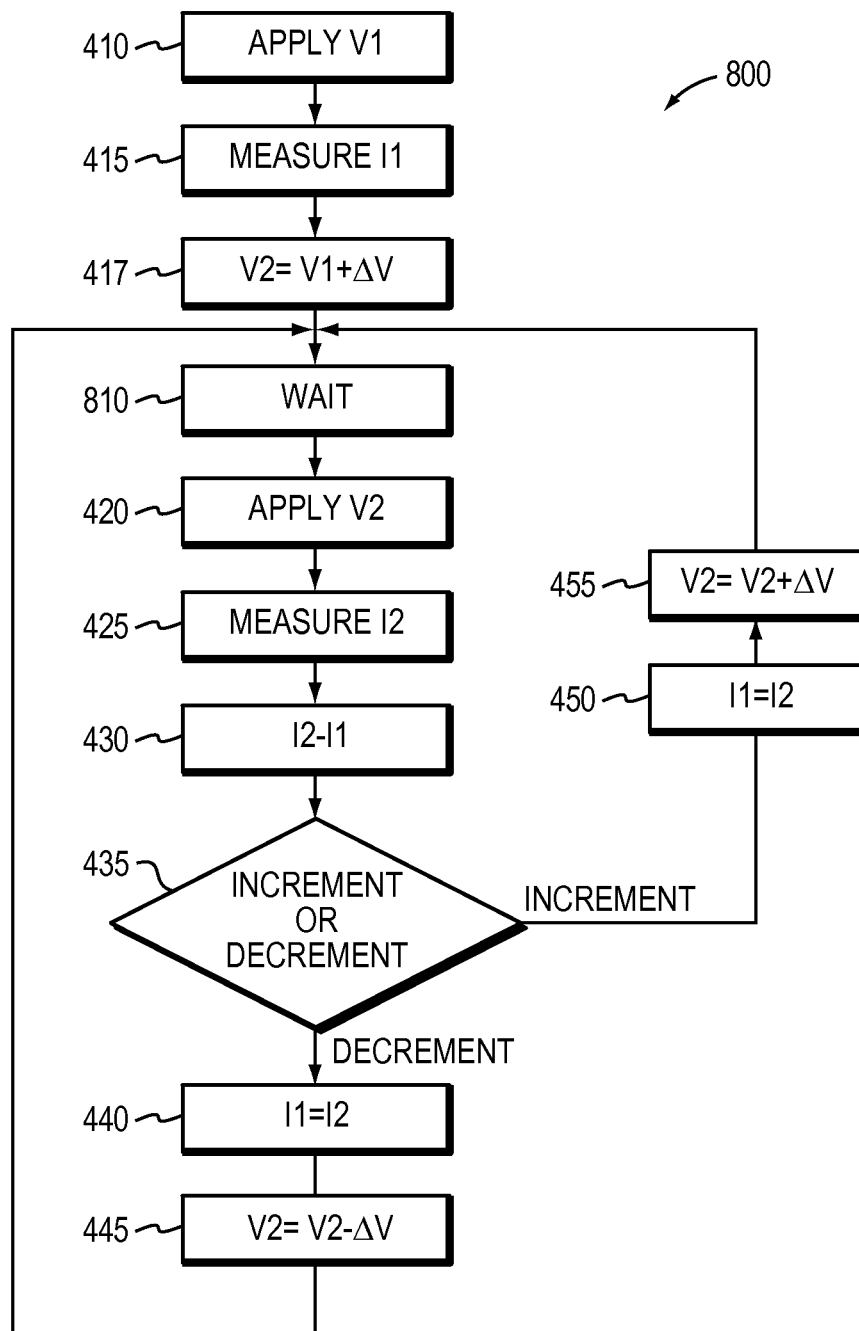 410 APPLY V1
800
415 MEASURE I1
417 V2= V1+ΔV
810 WAIT
420 APPLY V2
455 V2= V2+ΔV
425 MEASURE I2
450 I1=I2
430 I2-I1
435
INCREMENT
OR
DECREMENT
INCREMENT
DECREMENT
440 I1=I2
445 V2= V2-ΔV